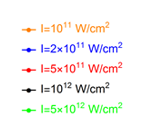 I=10¹¹ W/cm²
I=2×10¹¹ W/cm²
I=5×10¹¹ W/cm²
I=10¹² W/cm²
I=5×10¹² W/cm²